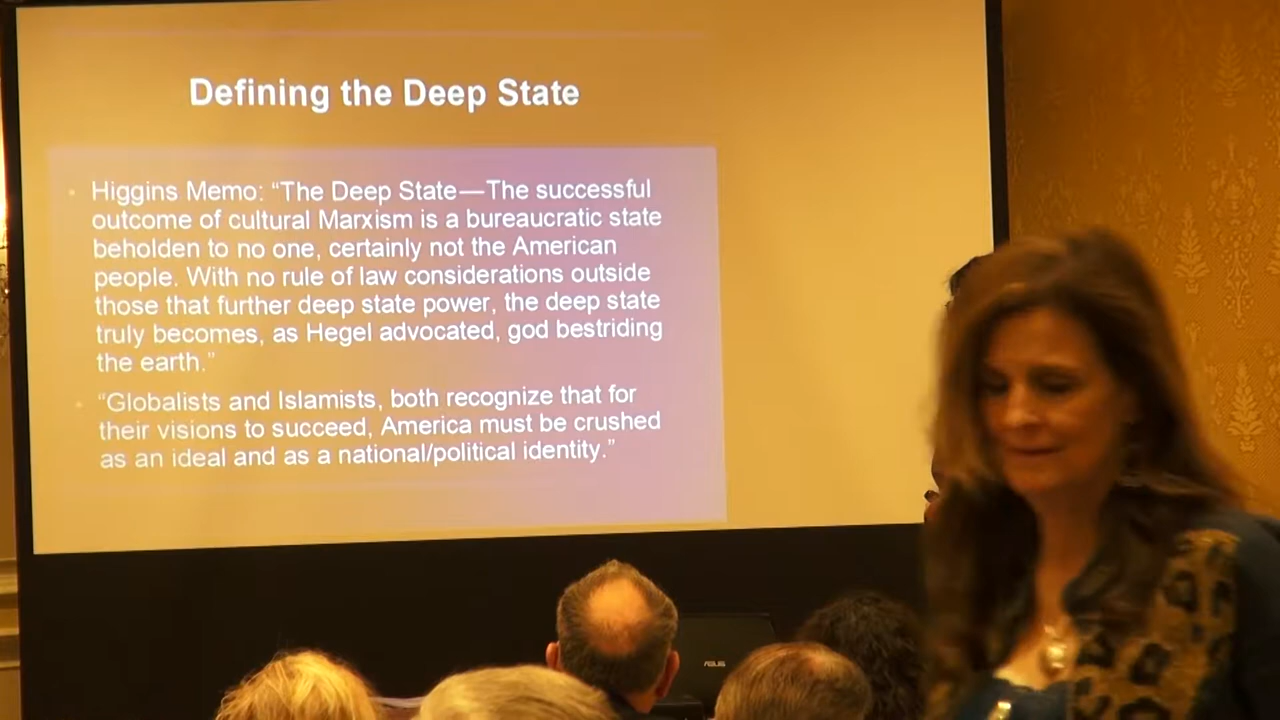 Defining the Deep State
Higgins Memo: “The Deep State—The successful
outcome of cultural Marxism is a bureaucratic state
beholden to no one, certainly not the American
people. With no rule of law considerations outside
those that further deep state power, the deep state
truly becomes, as Hegel advocated, god bestriding
the earth.”
“Globalists and Islamists, both recognize that for
their visions to succeed, America must be crushed
as an ideal and as a national/political identity.”
ASUS